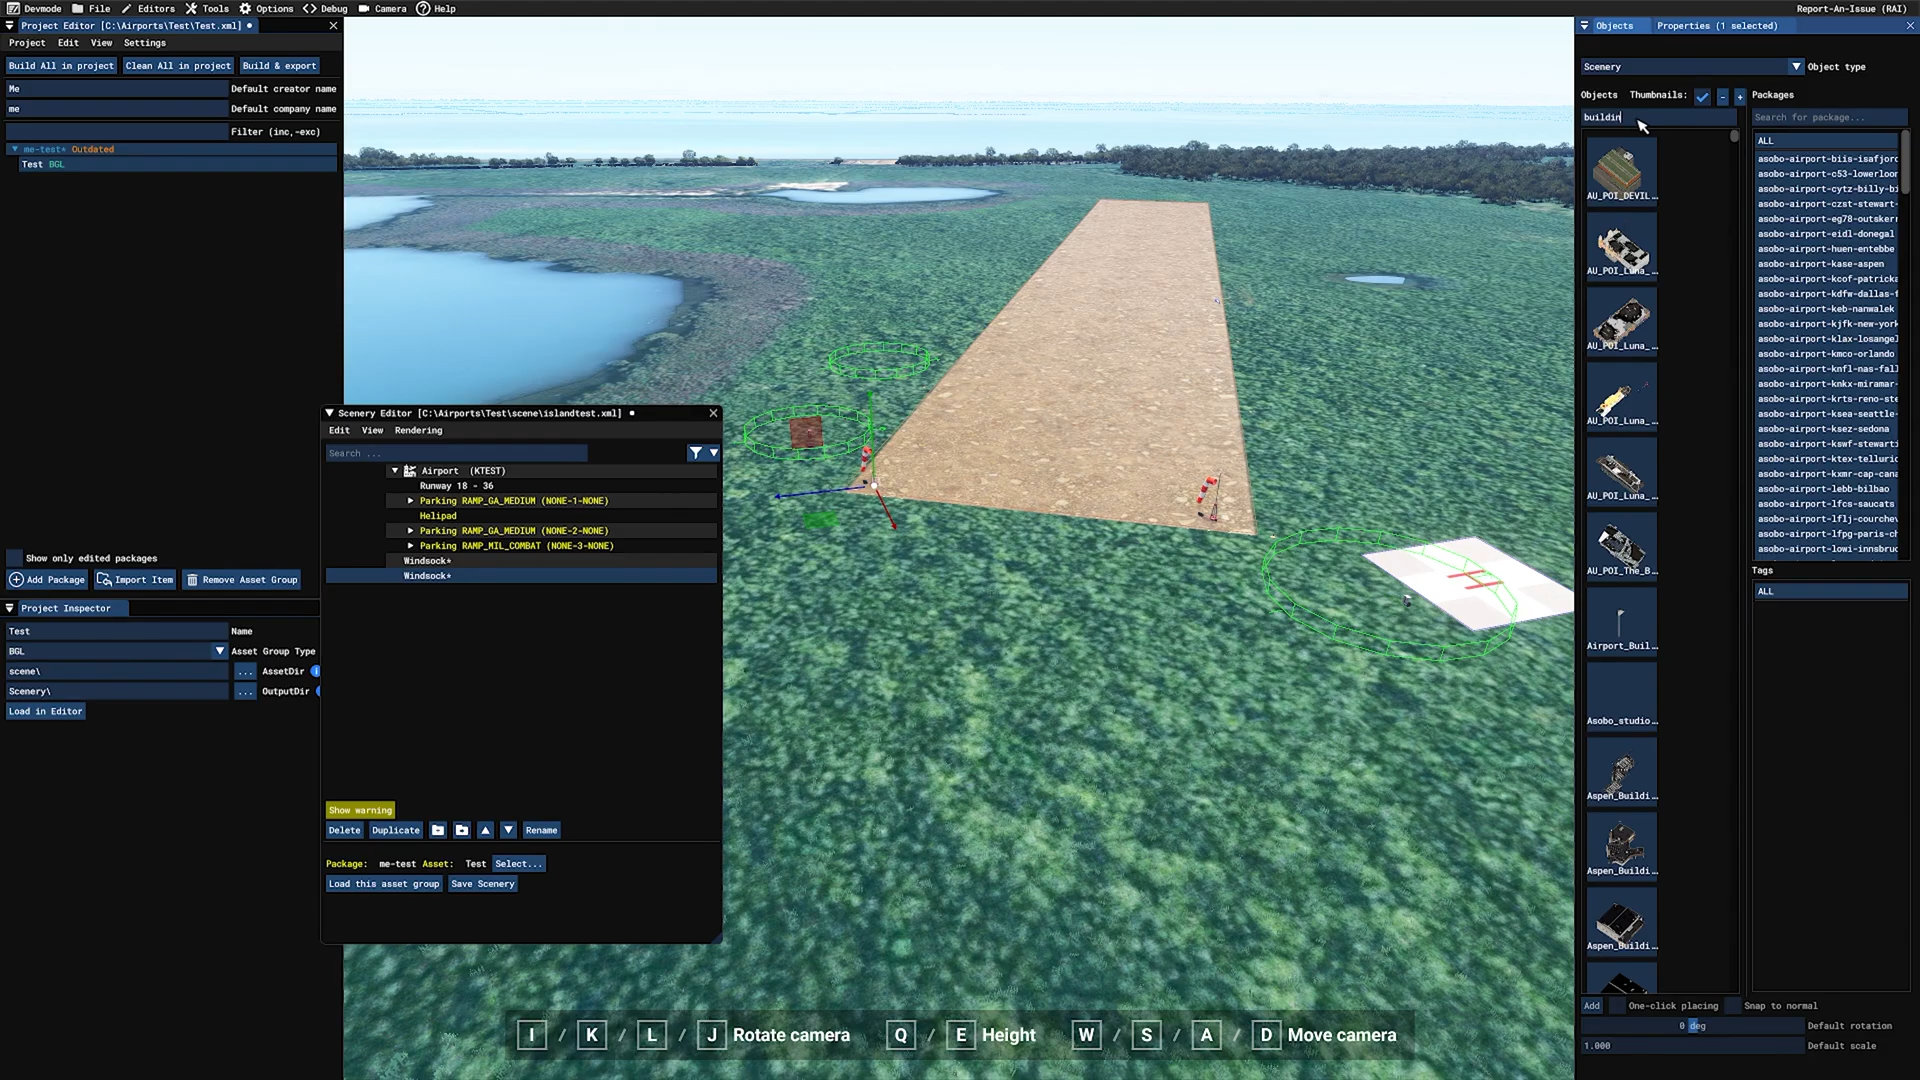 Devmode File Editors Tools Options Debug Camera Help Report-An-Issue (RAI)
Project Editor [C:\Airports\Test\Test.xml]
Project Edit View Settings
Build All in project Clean All in project Build & export
Me Default creator name
me Default company name
Filter (inc,-exc)
me-test* Outdated
Test BGL
Show only edited packages
Add Package Import Item Remove Asset Group
Project Inspector
Test Name
BGL Asset Group Type
scene\ ... AssetDir
Scenery\ ... OutputDir
Load in Editor
Scenery Editor [C:\Airports\Test\scene\islandtest.xml]
Edit View Rendering
Search ...
Airport (KTEST)
Runway 18 - 36
Parking RAMP_GA_MEDIUM (NONE-1-NONE)
Helipad
Parking RAMP_GA_MEDIUM (NONE-2-NONE)
Parking RAMP_MIL_COMBAT (NONE-3-NONE)
Windsock*
Windsock*
Show warning
Delete Duplicate Rename
Package: me-test Asset: Test Select...
Load this asset group Save Scenery
H
I / K / L / J Rotate camera Q / E Height W / S / A / D Move camera
Objects Properties (1 selected)
Scenery Object type
Objects Thumbnails: - + Packages
buildin
Search for package...
AU_POI_DEVIL...
AU_POI_Luna_...
AU_POI_Luna_...
AU_POI_Luna_...
AU_POI_Luna_...
AU_POI_The_B...
Airport_Buil...
Asobo_studio...
Aspen_Buildi...
Aspen_Buildi...
Aspen_Buildi...
ALL
asobo-airport-biis-isafjord
asobo-airport-c53-lowerloon
asobo-airport-cytz-billy-bi
asobo-airport-czst-stewart-
asobo-airport-eg78-outskerr
asobo-airport-eidl-donegal
asobo-airport-huen-entebbe
asobo-airport-kase-aspen
asobo-airport-kcof-patricka
asobo-airport-kdfw-dallas-f
asobo-airport-keb-nanwalek
asobo-airport-kjfk-new-york
asobo-airport-klax-losangel
asobo-airport-kmco-orlando
asobo-airport-knfl-nas-fall
asobo-airport-knkx-miramar-
asobo-airport-krts-reno-ste
asobo-airport-ksea-seattle-
asobo-airport-ksez-sedona
asobo-airport-kswf-stewarti
asobo-airport-ktex-telluric
asobo-airport-kxmr-cap-cana
asobo-airport-lebb-bilbao
asobo-airport-lfcs-saucats
asobo-airport-lflj-courchev
asobo-airport-lfpg-paris-ch
asobo-airport-lowi-innsbruc
Tags
ALL
Add One-click placing Snap to normal
0 deg Default rotation
1.000 Default scale